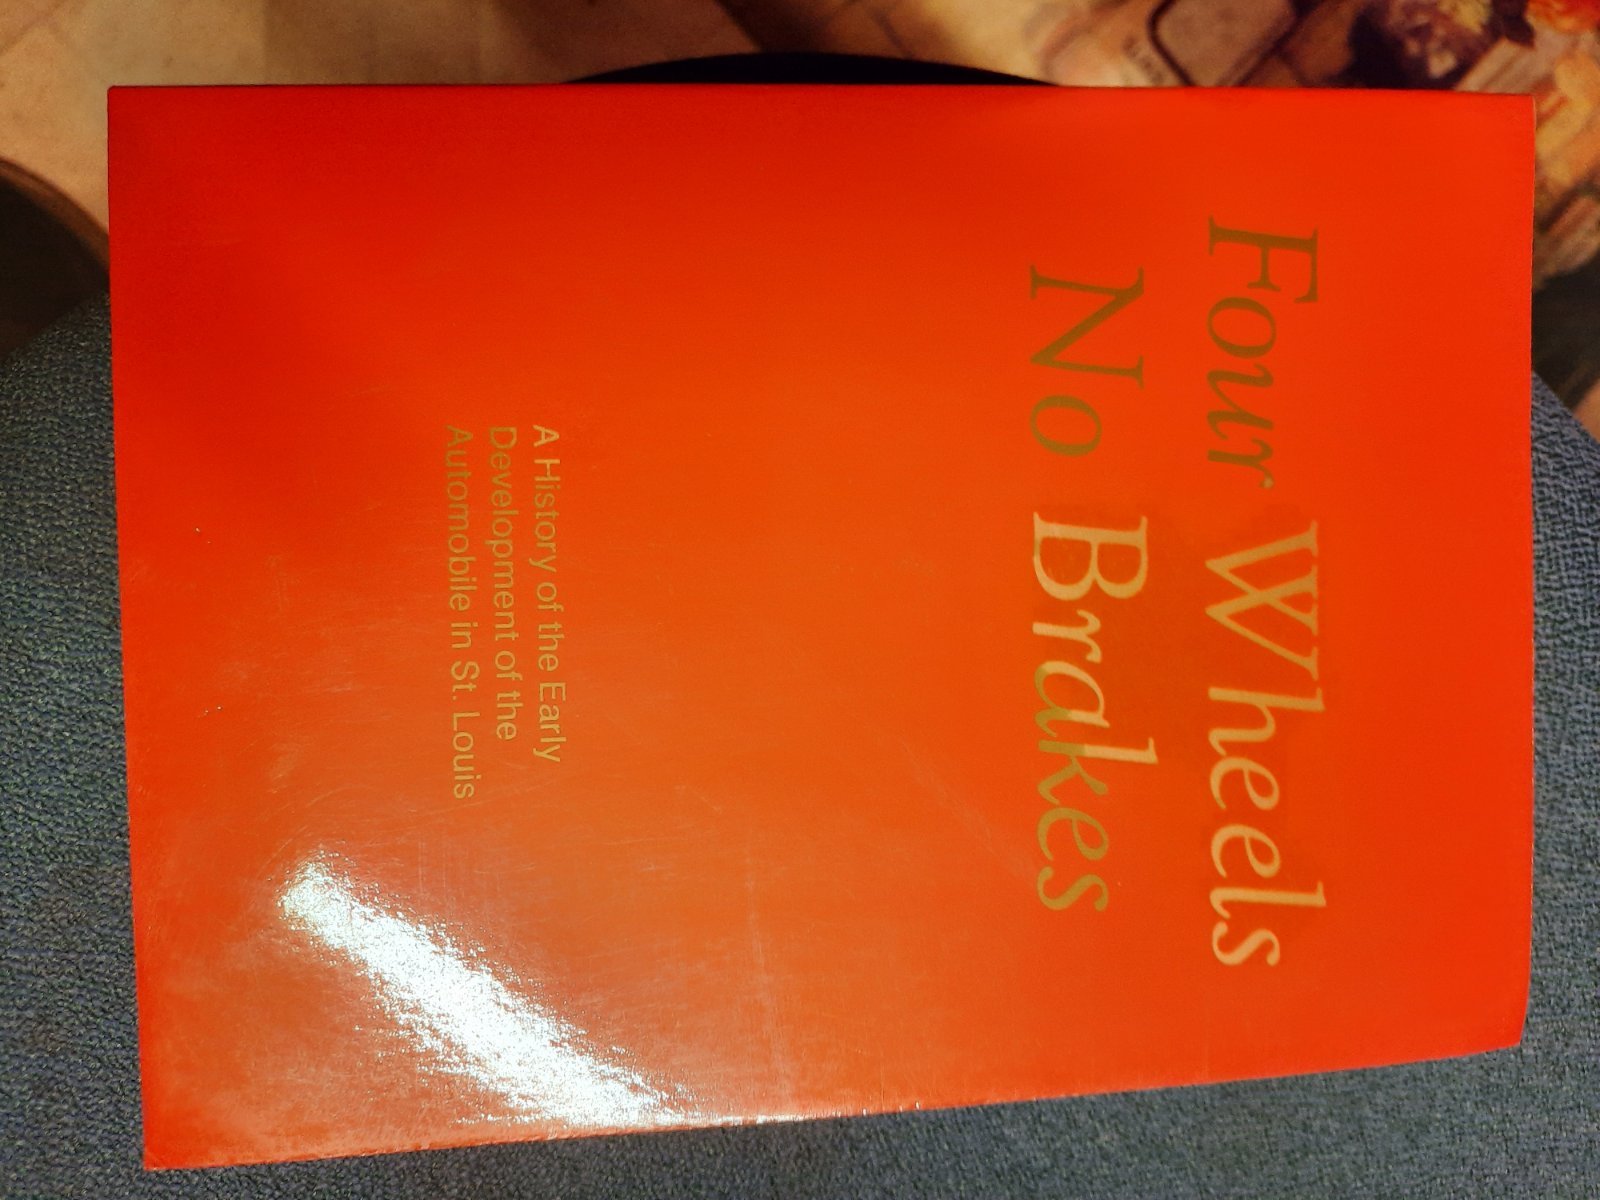 Four Wheels
No Brakes
A History of the Early
Development of the
Automobile in St. Louis